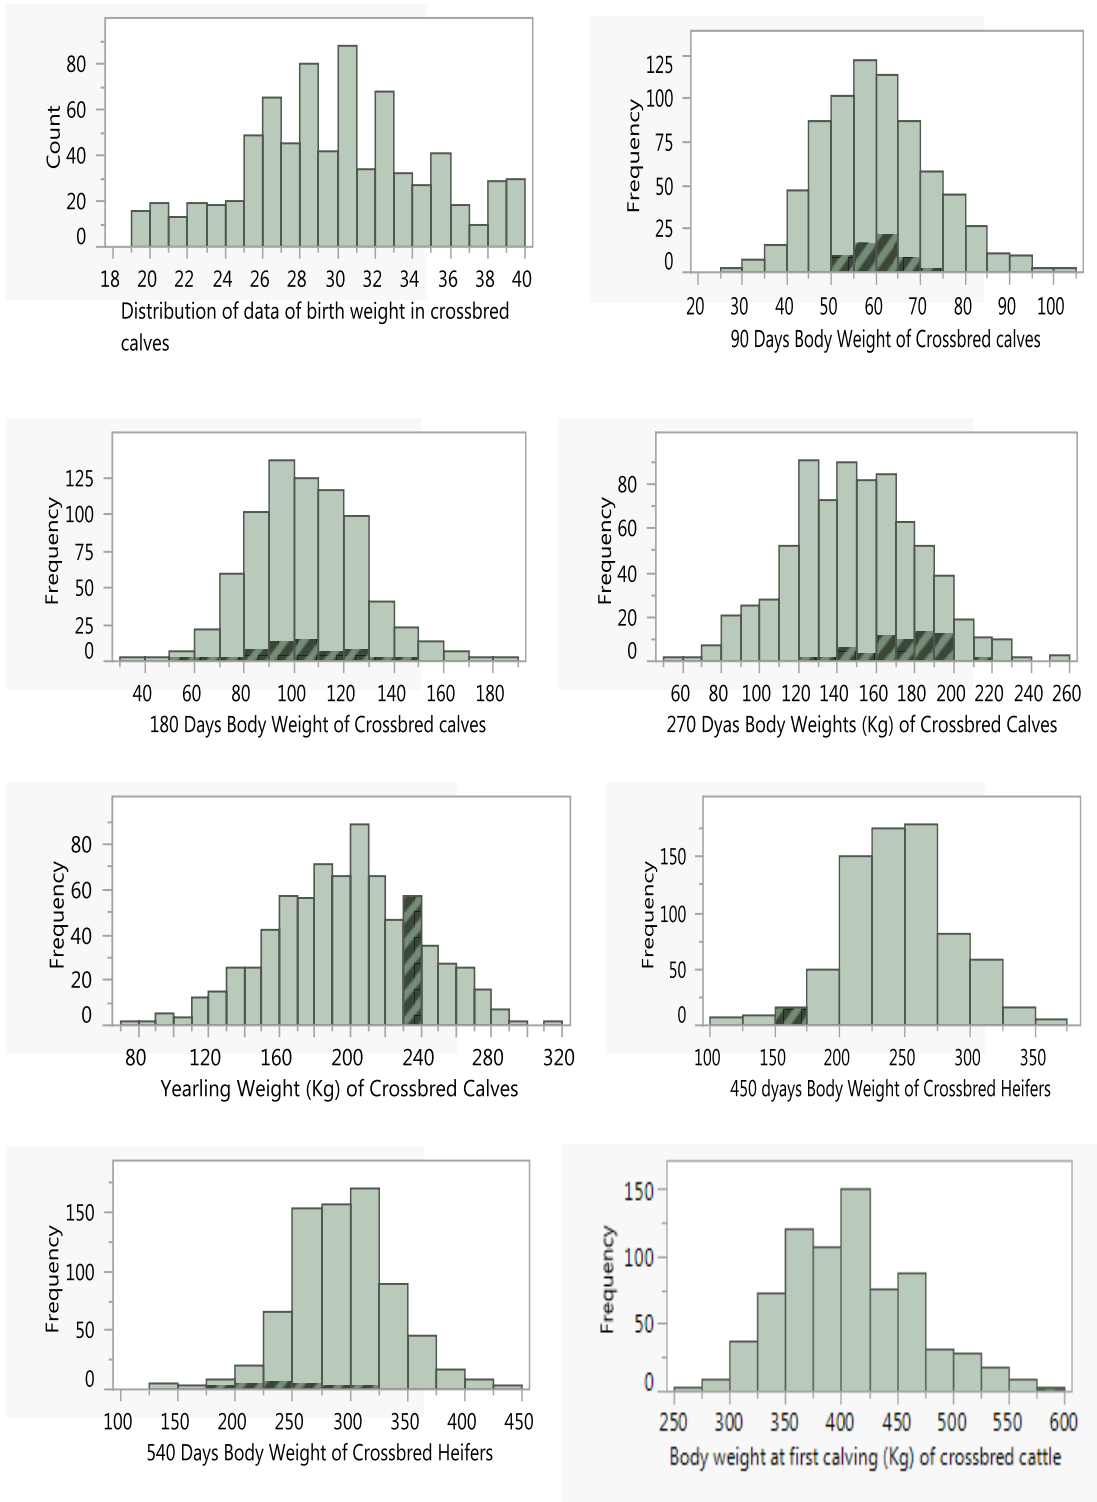 Count
80
60
40
20
0
18 20 22 24 26 28 30 32 34 36 38 40
Distribution of data of birth weight in crossbred
calves
Frequency
125
100
75
50
25
0
20 30 40 50 60 70 80 90 100
90 Days Body Weight of Crossbred calves
Frequency
125
100
75
50
25
0
40 60 80 100 120 140 160 180
180 Days Body Weight of Crossbred calves
Frequency
80
60
40
20
0
60 80 100 120 140 160 180 200 220 240 260
270 Dyas Body Weights (Kg) of Crossbred Calves
Frequency
80
60
40
20
0
80 120 160 200 240 280 320
Yearling Weight (Kg) of Crossbred Calves
Frequency
150
100
50
0
100 150 200 250 300 350
450 dyays Body Weight of Crossbred Heifers
Frequency
150
100
50
0
100 150 200 250 300 350 400 450
540 Days Body Weight of Crossbred Heifers
Frequency
150
100
50
0
250 300 350 400 450 500 550 600
Body weight at first calving (Kg) of crossbred cattle